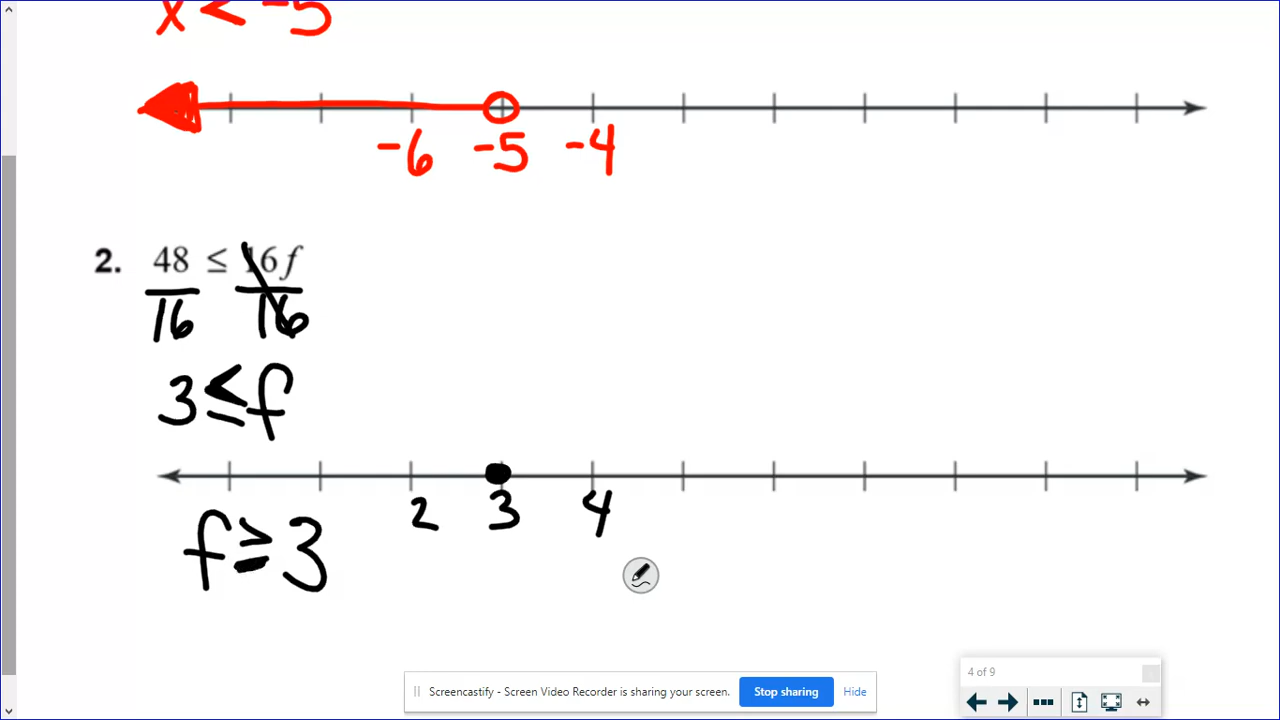 x < -5
-6 -5 -4
2. 48 ≤ 16f
16 16
3 ≤ f
2 3 4
f ≥ 3
4 of 9
Screencastify - Screen Video Recorder is sharing your screen. Stop sharing Hide